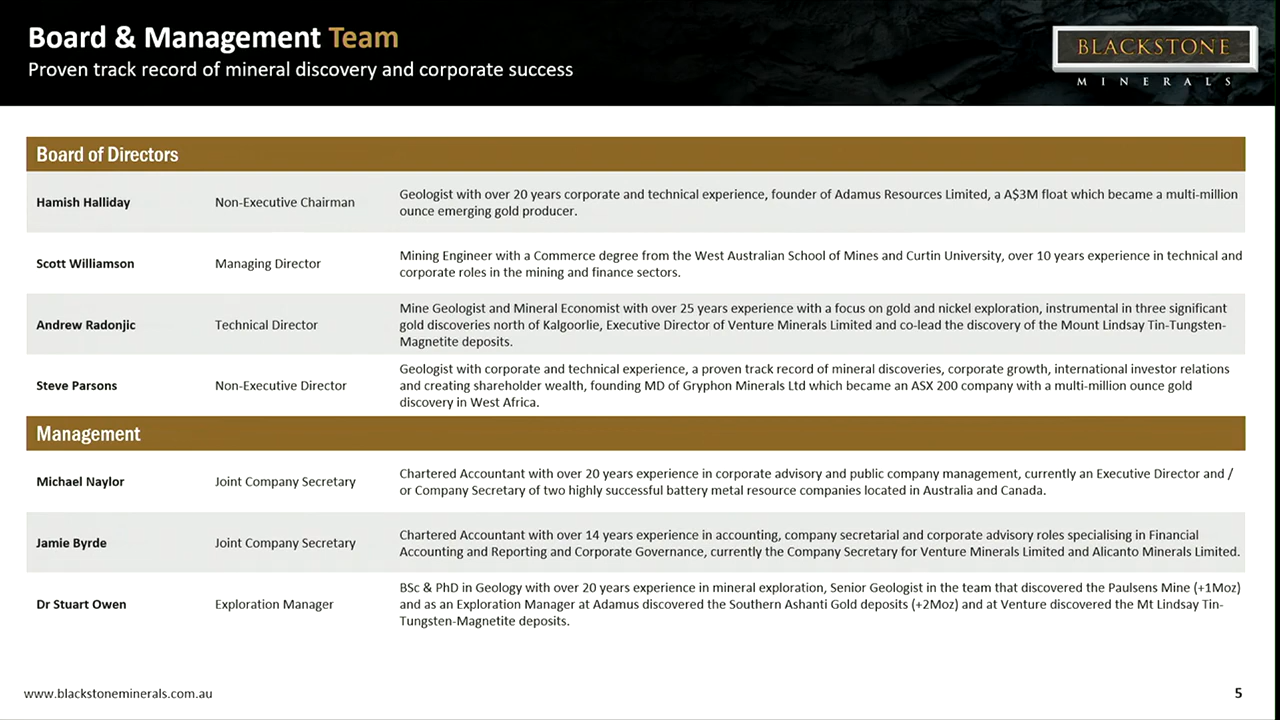 Board & Management Team
Proven track record of mineral discovery and corporate success
BLACKSTONE
MINERALS
Board of Directors
Hamish Halliday
Non-Executive Chairman
Geologist with over 20 years corporate and technical experience, founder of Adamus Resources Limited, a A$3M float which became a multi-million
ounce emerging gold producer.
Scott Williamson
Managing Director
Mining Engineer with a Commerce degree from the West Australian School of Mines and Curtin University, over 10 years experience in technical and
corporate roles in the mining and finance sectors.
Andrew Radonjic
Technical Director
Mine Geologist and Mineral Economist with over 25 years experience with a focus on gold and nickel exploration, instrumental in three significant
gold discoveries north of Kalgoorlie, Executive Director of Venture Minerals Limited and co-lead the discovery of the Mount Lindsay Tin-Tungsten-
Magnetite deposits.
Steve Parsons
Non-Executive Director
Geologist with corporate and technical experience, a proven track record of mineral discoveries, corporate growth, international investor relations
and creating shareholder wealth, founding MD of Gryphon Minerals Ltd which became an ASX 200 company with a multi-million ounce gold
discovery in West Africa.
Management
Michael Naylor
Joint Company Secretary
Chartered Accountant with over 20 years experience in corporate advisory and public company management, currently an Executive Director and /
or Company Secretary of two highly successful battery metal resource companies located in Australia and Canada.
Jamie Byrde
Joint Company Secretary
Chartered Accountant with over 14 years experience in accounting, company secretarial and corporate advisory roles specialising in Financial
Accounting and Reporting and Corporate Governance, currently the Company Secretary for Venture Minerals Limited and Alicanto Minerals Limited.
Dr Stuart Owen
Exploration Manager
BSc & PhD in Geology with over 20 years experience in mineral exploration, Senior Geologist in the team that discovered the Paulsens Mine (+1Moz)
and as an Exploration Manager at Adamus discovered the Southern Ashanti Gold deposits (+2Moz) and at Venture discovered the Mt Lindsay Tin-
Tungsten-Magnetite deposits.
www.blackstoneminerals.com.au
5